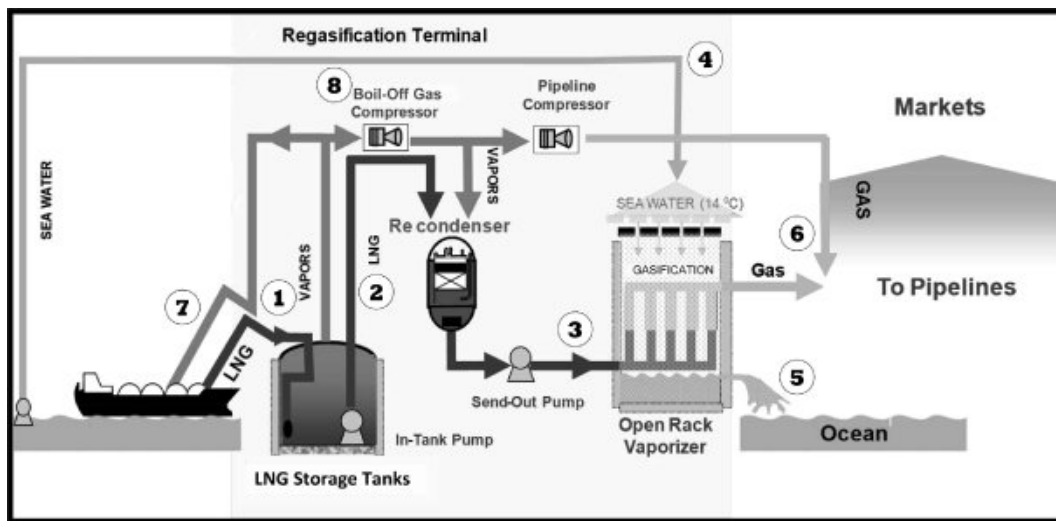 Regasification Terminal
4
8
Boil-Off Gas
Compressor
Pipeline
Compressor
Markets
SEA WATER
VAPORS
GAS
SEA WATER (14 ºC)
Re condenser
LNG
VAPORS
6
GASIFICATION
Gas
1
2
7
To Pipelines
LNG
3
5
Send-Out Pump
In-Tank Pump
Open Rack
Vaporizer
Ocean
LNG Storage Tanks